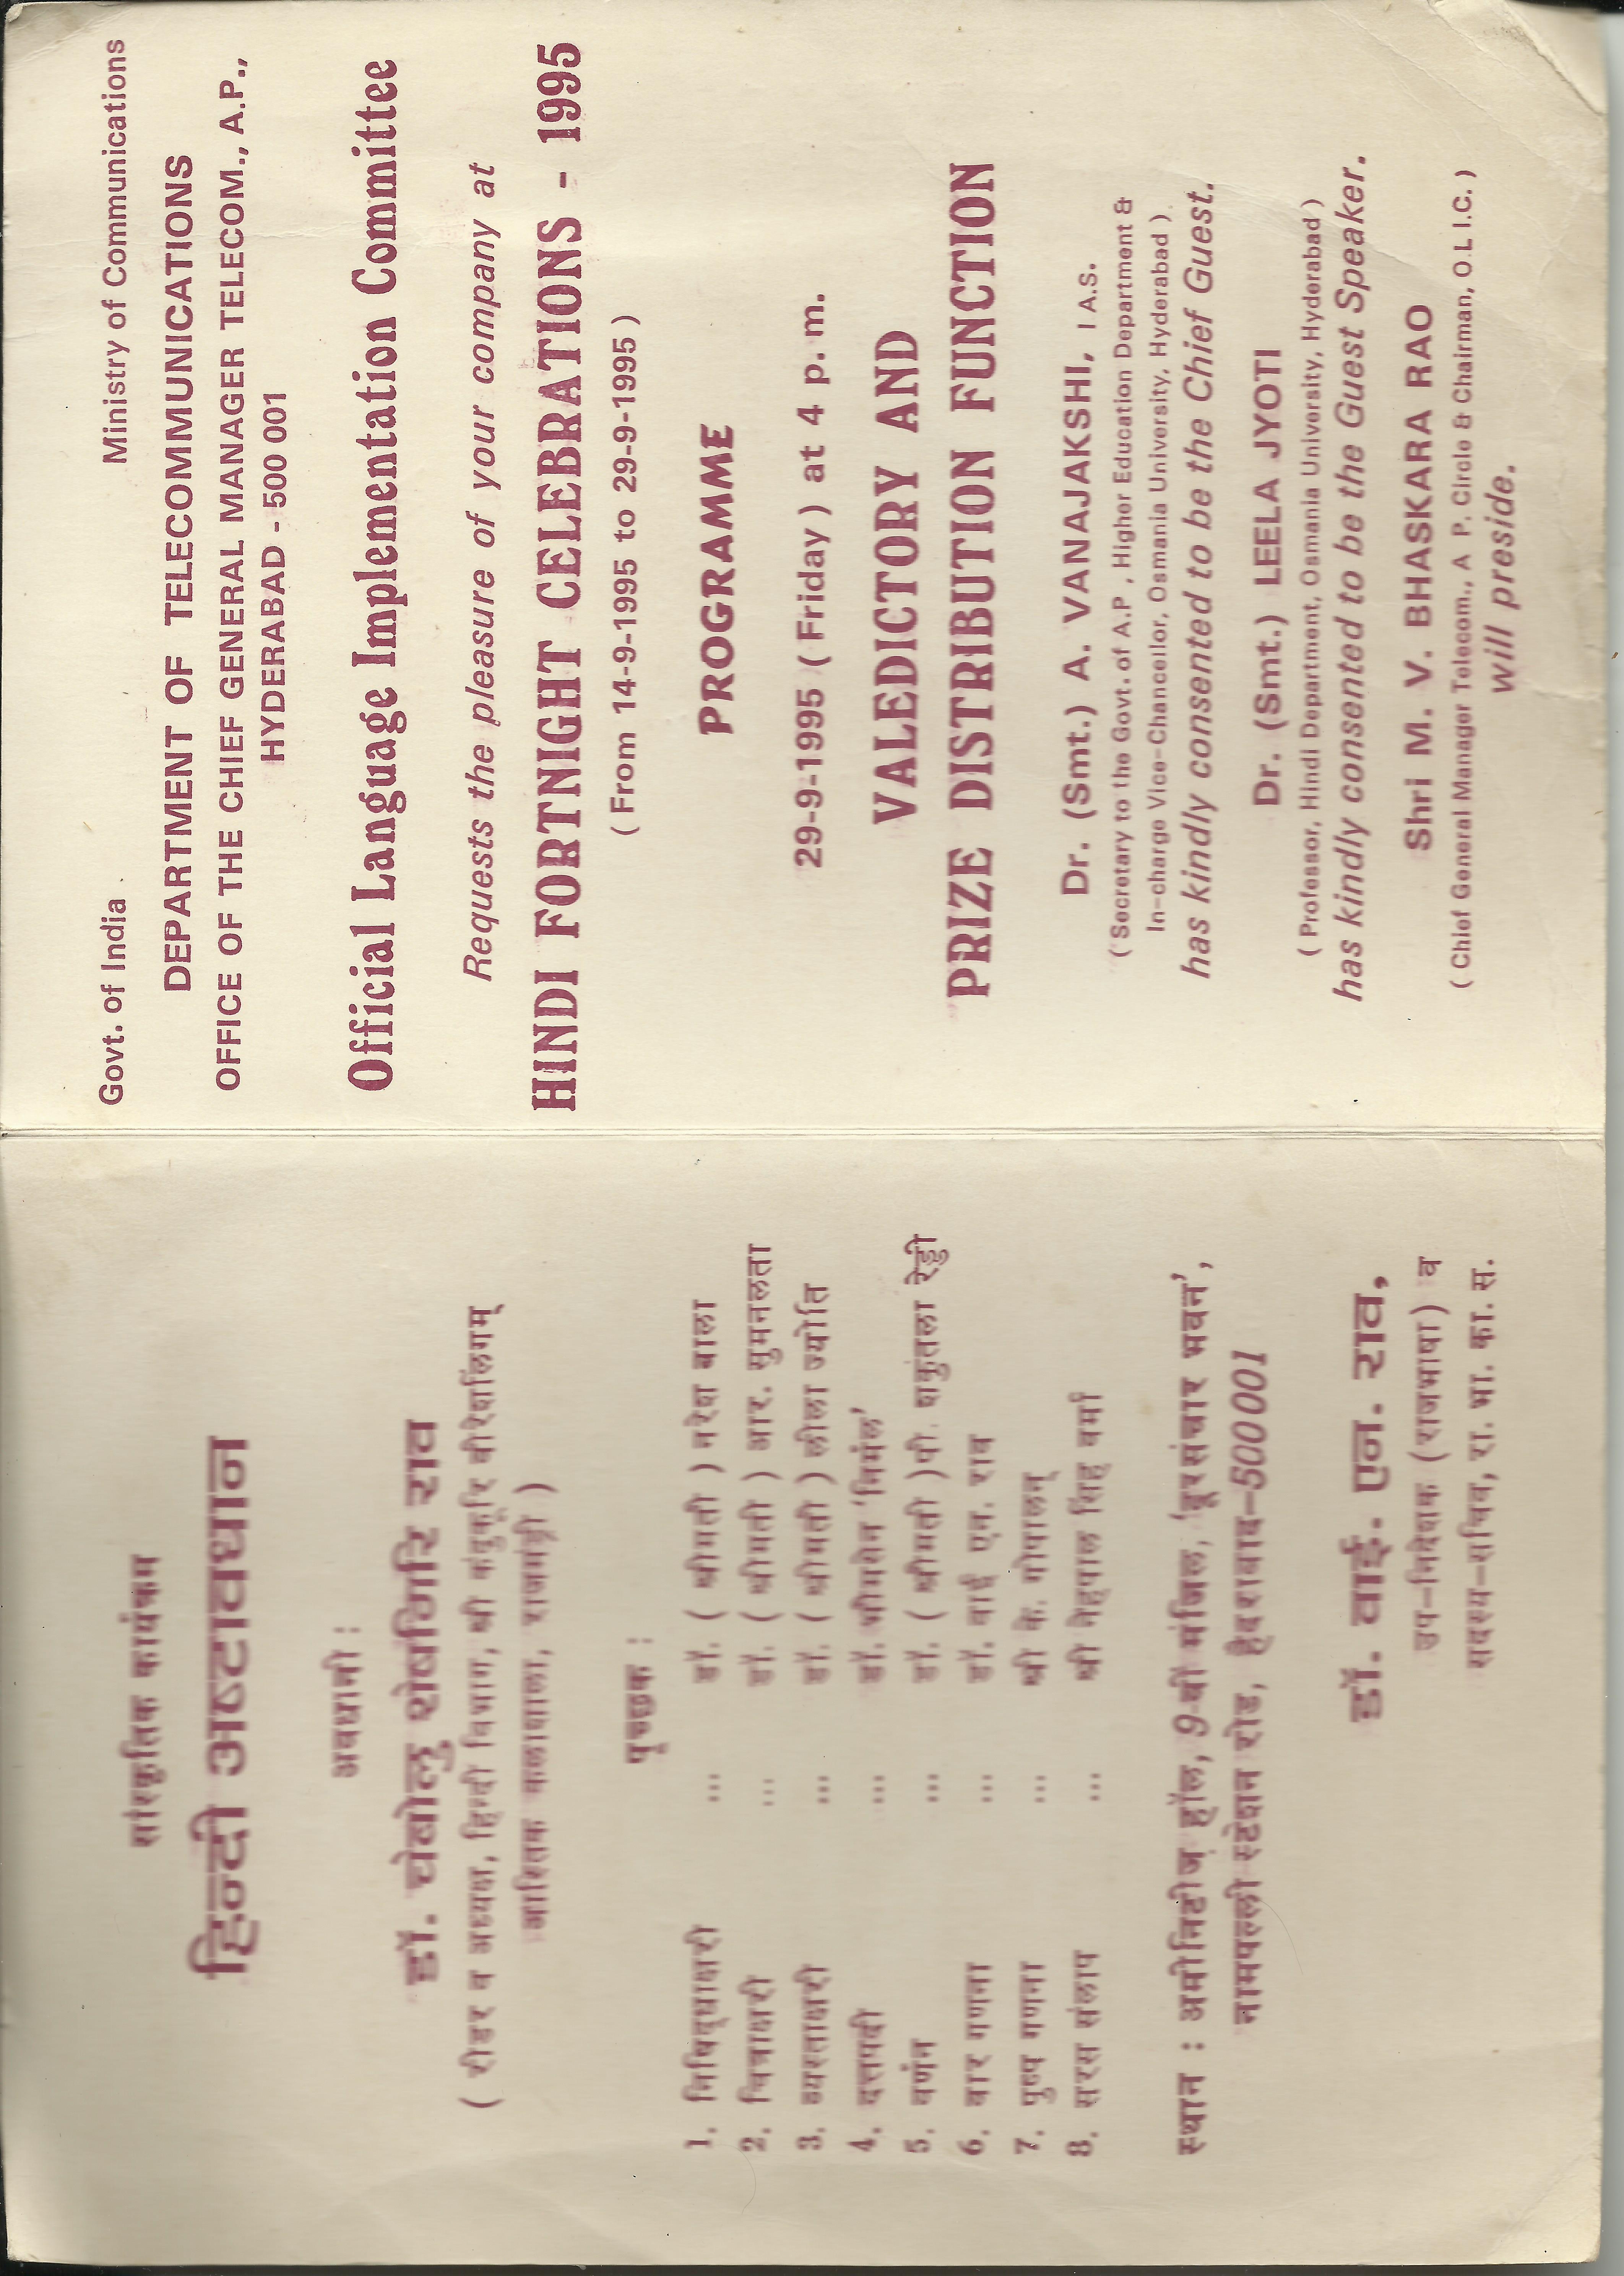 सांस्कृतिक कार्यक्रम
हिन्दी अष्टावधान
अवधानी :
डॉ. चेबोलु शेषगिरि राव
( रीडर व अध्यक्ष, हिन्दी विभाग, श्री कंदुकूरि वीरेशलिंगम्
आस्तिक कलाशाला, राजमंड्री )
पृच्छक :
1. निषिद्धाक्षरी ... डॉ. ( श्रीमती ) नरेश बाला
2. चित्राक्षरी ... डॉ. ( श्रीमती ) आर. सुमनलता
3. व्यस्ताक्षरी ... डॉ. ( श्रीमती ) लीला ज्योति
4. दत्तपदी ... डॉ. भीमसेन ‘निर्मल’
5. वर्णन ... डॉ. ( श्रीमती ) पी. शकुंतला रेड्डी
6. वार गणना ... डॉ. वाई एन. राव
7. पुष्प गणना ... श्री के. गोपालन्
8. सरस संलाप ... श्री नेहपाल सिंह वर्मा
स्थान : अमीनिटीज़ हॉल, 9-वीं मंजिल, ‘दूरसंचार भवन’,
नामपल्ली स्टेशन रोड, हैदराबाद-500001
डॉ. वाई. एन. राव,
उप-निदेशक (राजभाषा) व
सदस्य-सचिव, रा. भा. का. स.
Govt. of India Ministry of Communications
DEPARTMENT OF TELECOMMUNICATIONS
OFFICE OF THE CHIEF GENERAL MANAGER TELECOM., A.P.,
HYDERABAD - 500 001
Official Language Implementation Committee
Requests the pleasure of your company at
HINDI FORTNIGHT CELEBRATIONS - 1995
( From 14-9-1995 to 29-9-1995 )
PROGRAMME
29-9-1995 ( Friday ) at 4 p. m.
VALEDICTORY AND
PRIZE DISTRIBUTION FUNCTION
Dr. (Smt.) A. VANAJAKSHI, I A.S.
( Secretary to the Govt. of A.P , Higher Education Department &
In-charge Vice-Chancellor, Osmania University, Hyderabad )
has kindly consented to be the Chief Guest.
Dr. (Smt.) LEELA JYOTI
( Professor, Hindi Department, Osmania University, Hyderabad )
has kindly consented to be the Guest Speaker.
Shri M. V. BHASKARA RAO
( Chief General Manager Telecom., A P. Circle & Chairman, O.L I.C. )
will preside.